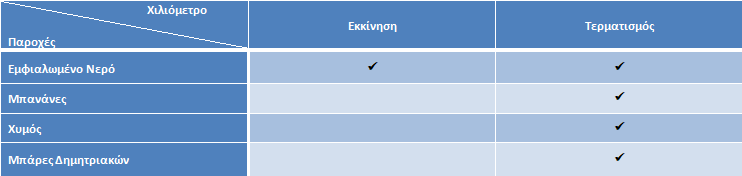 Χιλιόμετρο
Παροχές
Εκκίνηση
Τερματισμός
Εμφιαλωμένο Νερό ✓ ✓
Μπανάνες ✓
Χυμός ✓
Μπάρες Δημητριακών ✓